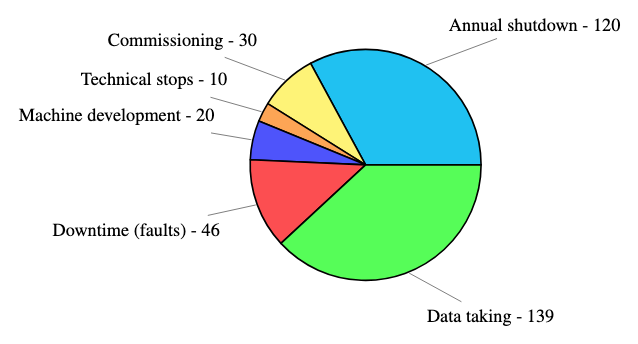 Annual shutdown - 120
Commissioning - 30
Technical stops - 10
Machine development - 20
Downtime (faults) - 46
Data taking - 139